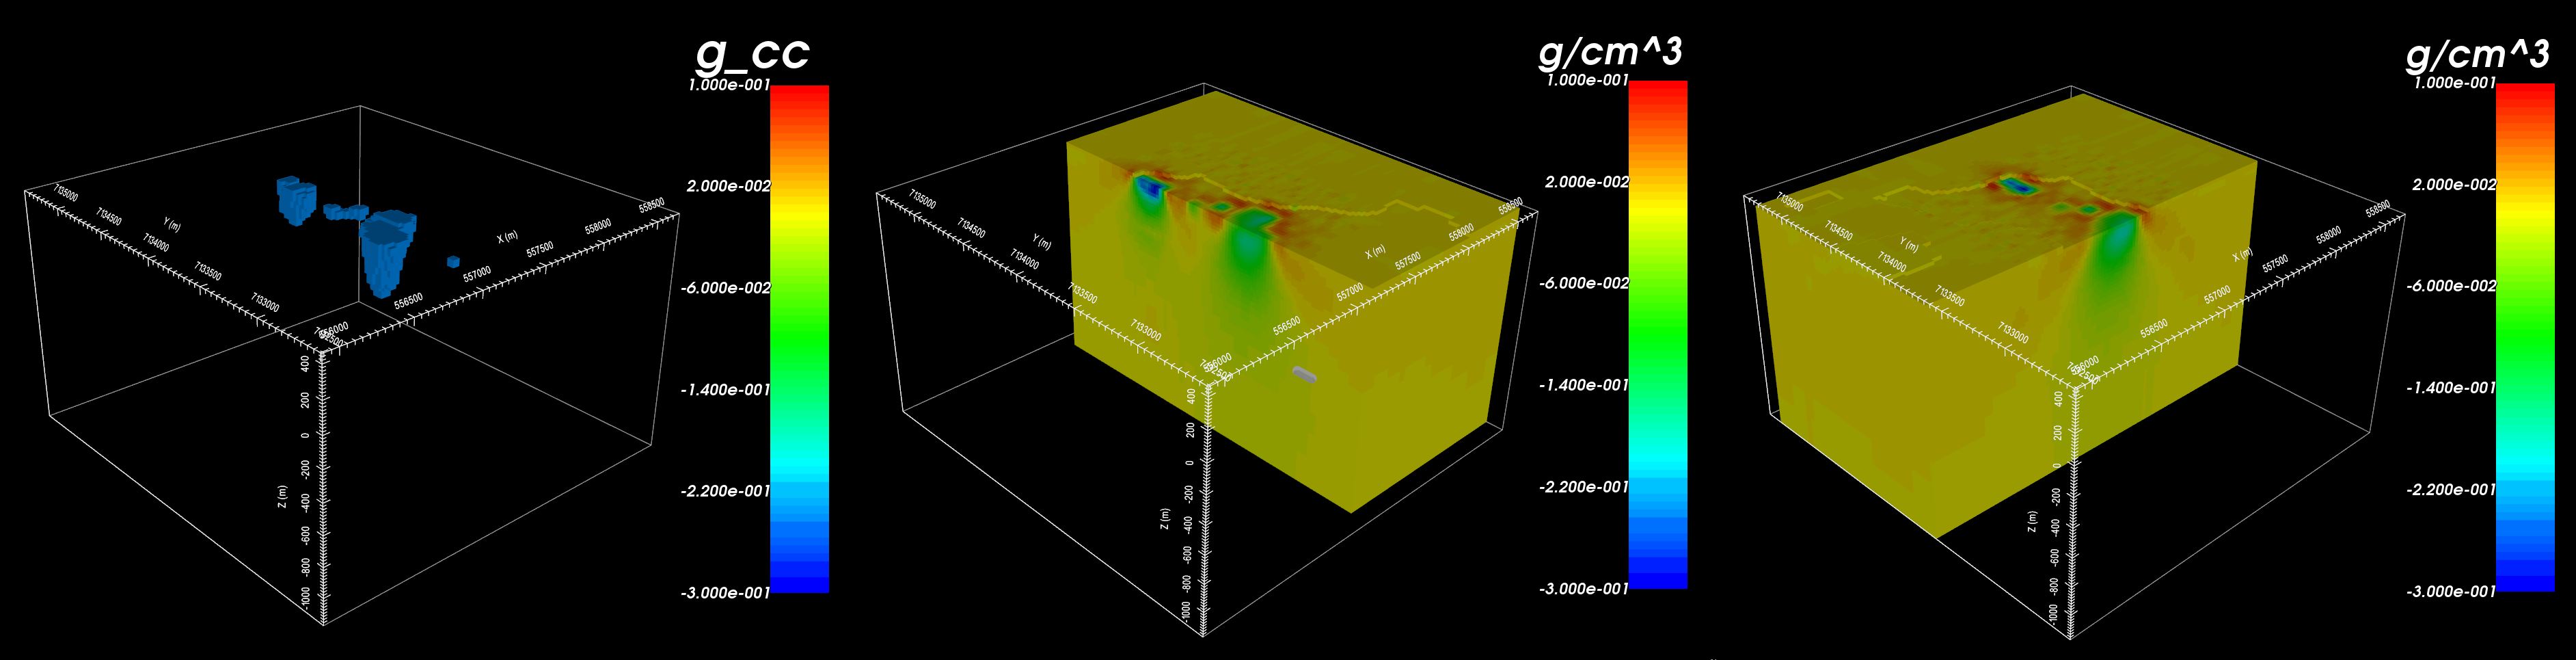 g_cc
1.000e-001
2.000e-002
-6.000e-002
-1.400e-001
-2.200e-001
-3.000e-001
7135000
7134500
Y (m)
7134000
7133500
7133000
556000
556500
557000
X (m)
557500
558000
558500
400
200
0
-200
Z (m)
-400
-600
-800
-1000
g/cm^3
1.000e-001
2.000e-002
-6.000e-002
-1.400e-001
-2.200e-001
-3.000e-001
7135000
7134500
Y (m)
7134000
7133500
7133000
556000
556500
557000
X (m)
557500
558000
558500
400
200
0
-200
Z (m)
-400
-600
-800
-1000
g/cm^3
1.000e-001
2.000e-002
-6.000e-002
-1.400e-001
-2.200e-001
-3.000e-001
7135000
7134500
Y (m)
7134000
7133500
7133000
556000
556500
557000
X (m)
557500
558000
558500
400
200
0
-200
Z (m)
-400
-600
-800
-1000